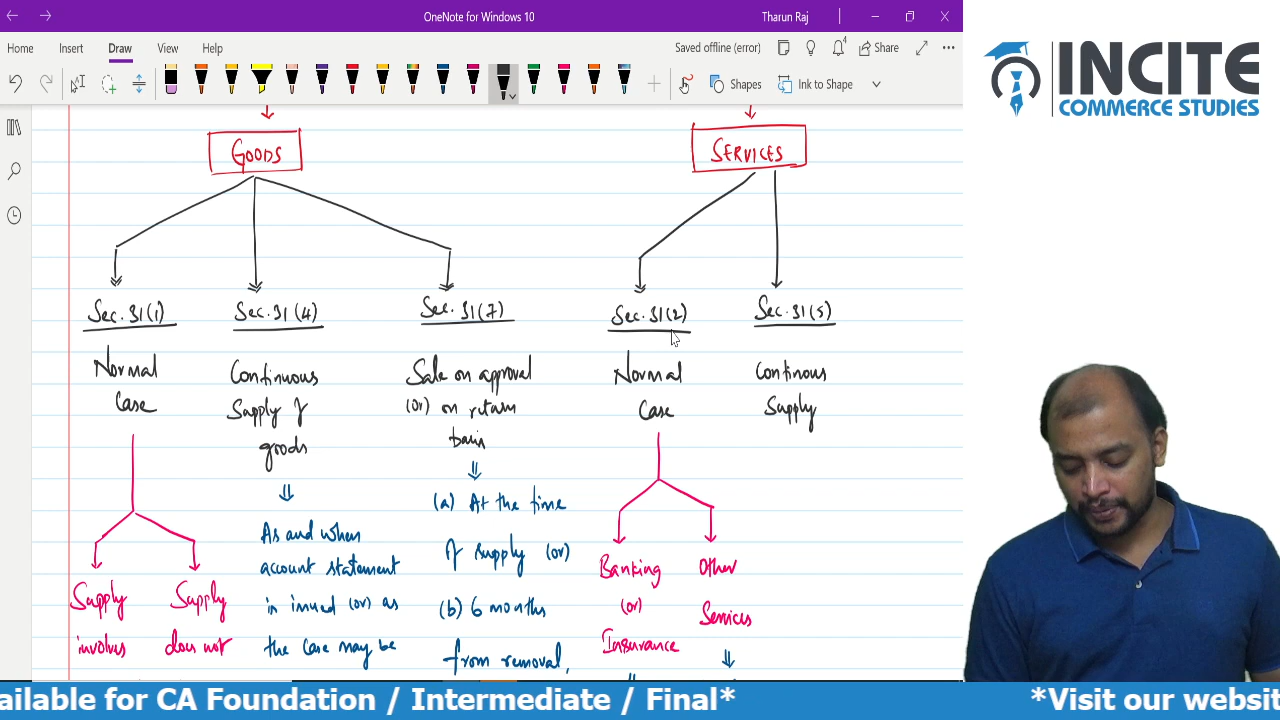 OneNote for Windows 10
Tharun Raj
Home Insert Draw View Help
Saved offline (error)
4
Share
Shapes
Ink to Shape
INCITE
COMMERCE STUDIES
GOODS
SERVICES
Sec. 31(1)
Normal
Case
Supply
involves
Supply
does not
Sec. 31(4)
Continuous
Supply of
goods
As and when
account statement
is issued (or) as
the case may be
Sec. 31(7)
Sale on approval
(or) on return
basis
(a) At the time
of supply (or)
(b) 6 months
from removal,
Sec. 31(2)
Normal
Case
Banking
(or)
Insurance
Other
Services
Sec. 31(5)
Continous
Supply
ailable for CA Foundation / Intermediate / Final* *Visit our websit